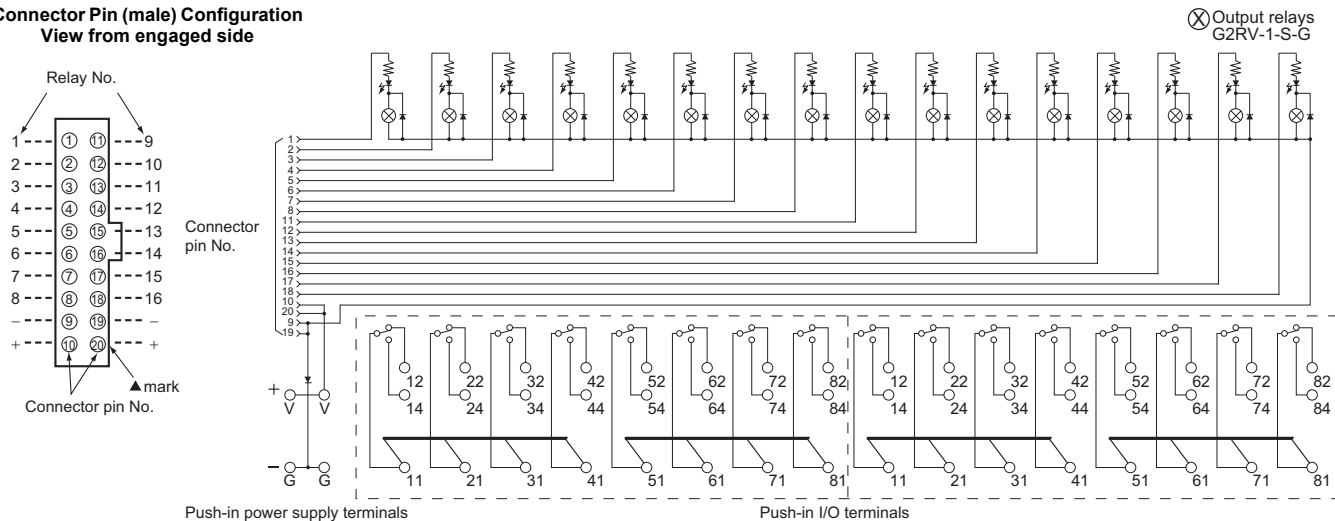 Connector Pin (male) Configuration
View from engaged side
Output relays
G2RV-1-S-G
Relay No.
1 ① ⑪ 9
2 ② ⑫ 10
3 ③ ⑬ 11
4 ④ ⑭ 12
5 ⑤ ⑮ 13
6 ⑥ ⑯ 14
7 ⑦ ⑰ 15
8 ⑧ ⑱ 16
− ⑨ ⑲ −
+ ⑩ ⑳ +
▲mark
Connector pin No.
Connector
pin No.
1
2
3
4
5
6
7
8
11
12
13
14
15
16
17
18
10
20
9
19
12 22 32 42 52 62 72 82 12 22 32 42 52 62 72 82
+ V V 14 24 34 44 54 64 74 84 14 24 34 44 54 64 74 84
− G G 11 21 31 41 51 61 71 81 11 21 31 41 51 61 71 81
Push-in power supply terminals
Push-in I/O terminals